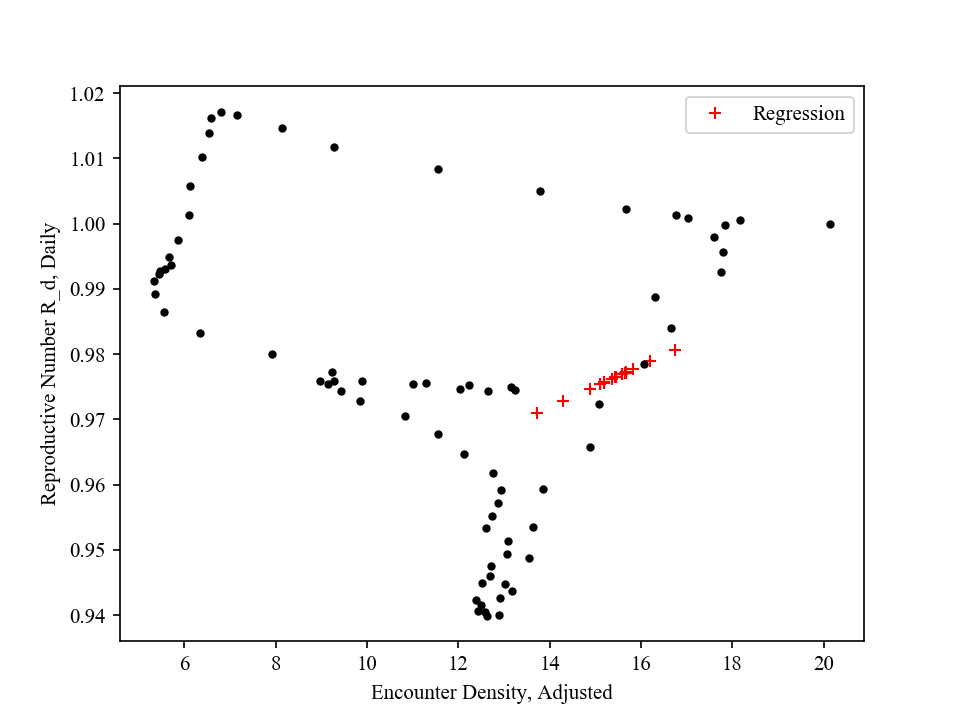 Regression
1.02
1.01
1.00
0.99
0.98
0.97
0.96
0.95
0.94
Reproductive Number R_d, Daily
6 8 10 12 14 16 18 20
Encounter Density, Adjusted